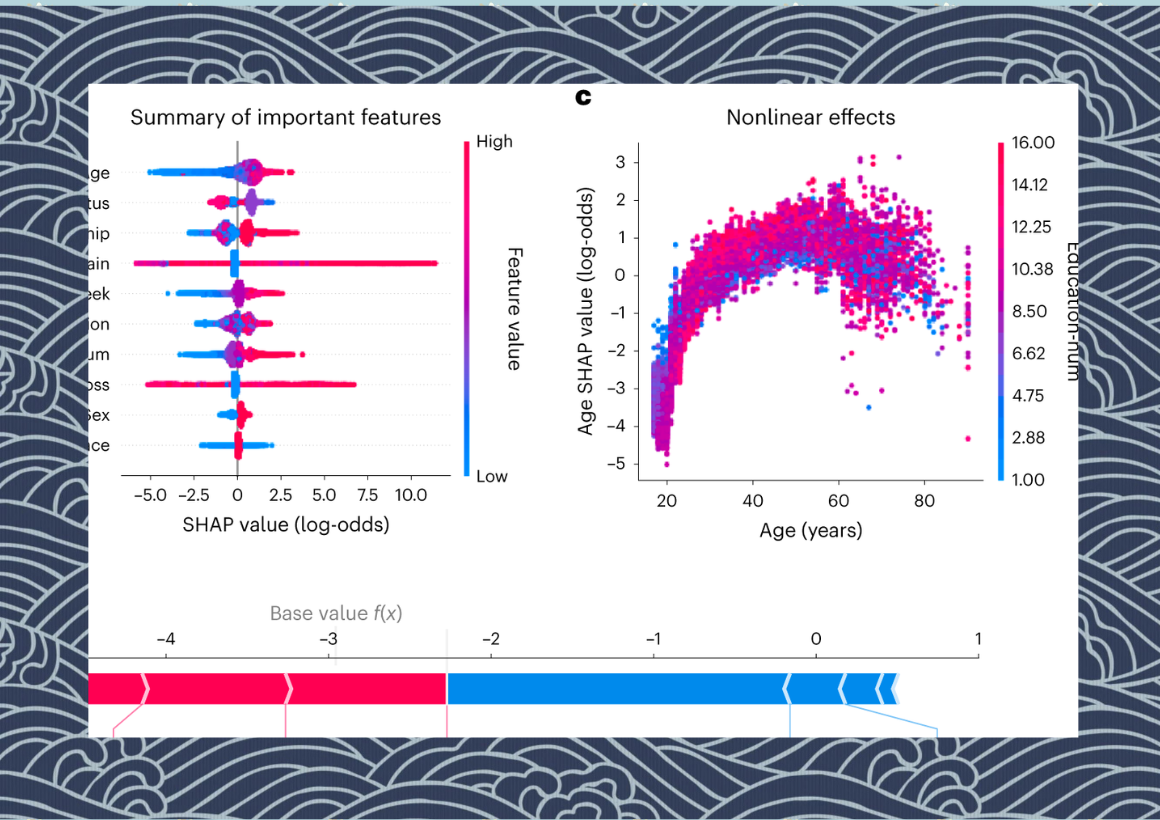 c
Summary of important features
High
ge
tus
hip
ain
eek
ion
um
oss
Sex
ce
Feature value
Low
−5.0 −2.5 0 2.5 5.0 7.5 10.0
SHAP value (log-odds)
Nonlinear effects
Age SHAP value (log-odds)
3
2
1
0
−1
−2
−3
−4
−5
20 40 60 80
Age (years)
16.00
14.12
12.25
10.38
8.50
6.62
4.75
2.88
1.00
Education-num
Base value f(x)
−4 −3 −2 −1 0 1